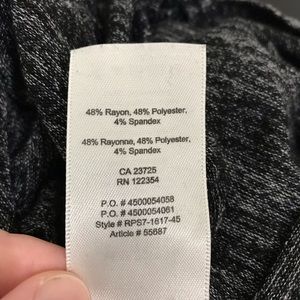 48% Rayon, 48% Polyester,
4% Spandex
48% Rayonne, 48% Polyester,
4% Spandex
CA 23725
RN 122354
P.O. # 4500054058
P.O. # 4500054061
Style # RPS7-1617-45
Article # 55687